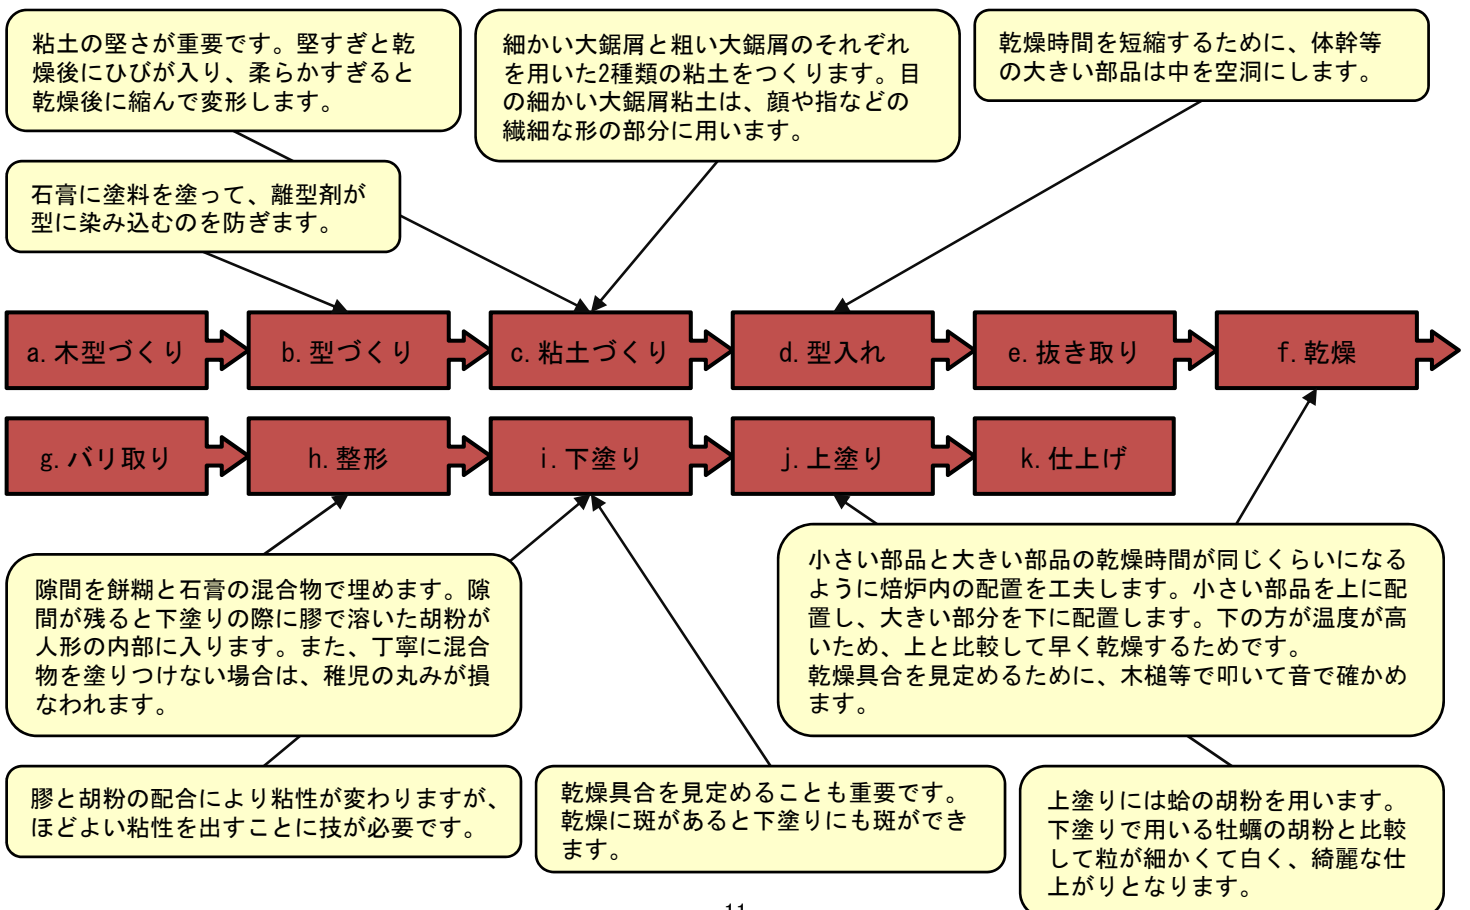 粘土の堅さが重要です。堅すぎと乾
燥後にひびが入り、柔らかすぎると
乾燥後に縮んで変形します。
細かい大鋸屑と粗い大鋸屑のそれぞれ
を用いた2種類の粘土をつくります。目
の細かい大鋸屑粘土は、顔や指などの
繊細な形の部分に用います。
乾燥時間を短縮するために、体幹等
の大きい部品は中を空洞にします。
石膏に塗料を塗って、離型剤が
型に染み込むのを防ぎます。
a. 木型づくり
b. 型づくり
c. 粘土づくり
d. 型入れ
e. 抜き取り
f. 乾燥
g. バリ取り
h. 整形
i. 下塗り
j. 上塗り
k. 仕上げ
隙間を餅糊と石膏の混合物で埋めます。隙
間が残ると下塗りの際に膠で溶いた胡粉が
人形の内部に入ります。また、丁寧に混合
物を塗りつけない場合は、稚児の丸みが損
なわれます。
小さい部品と大きい部品の乾燥時間が同じくらいになる
ように焙炉内の配置を工夫します。小さい部品を上に配
置し、大きい部分を下に配置します。下の方が温度が高
いため、上と比較して早く乾燥するためです。
乾燥具合を見定めるために、木槌等で叩いて音で確かめ
ます。
膠と胡粉の配合により粘性が変わりますが、
ほどよい粘性を出すことに技が必要です。
乾燥具合を見定めることも重要です。
乾燥に斑があると下塗りにも斑ができ
ます。
上塗りには蛤の胡粉を用います。
下塗りで用いる牡蠣の胡粉と比較
して粒が細かくて白く、綺麗な仕
上がりとなります。
11